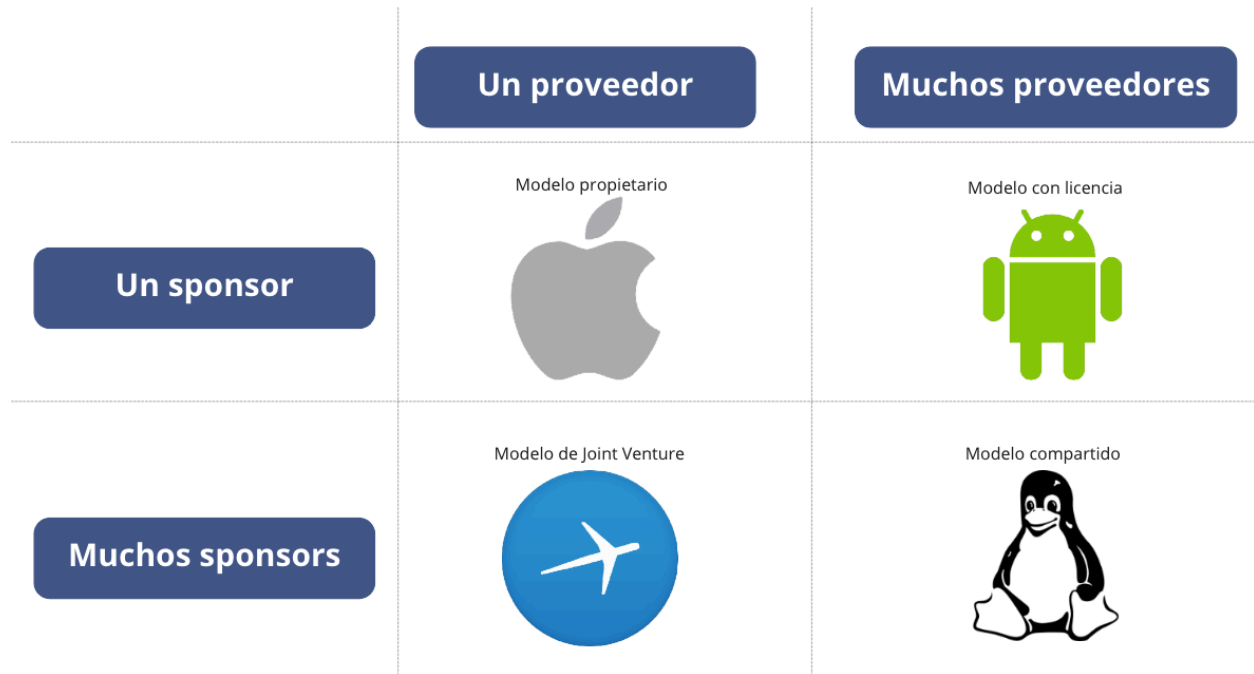 Un proveedor
Muchos proveedores
Un sponsor
Modelo propietario
Modelo con licencia
Muchos sponsors
Modelo de Joint Venture
Modelo compartido